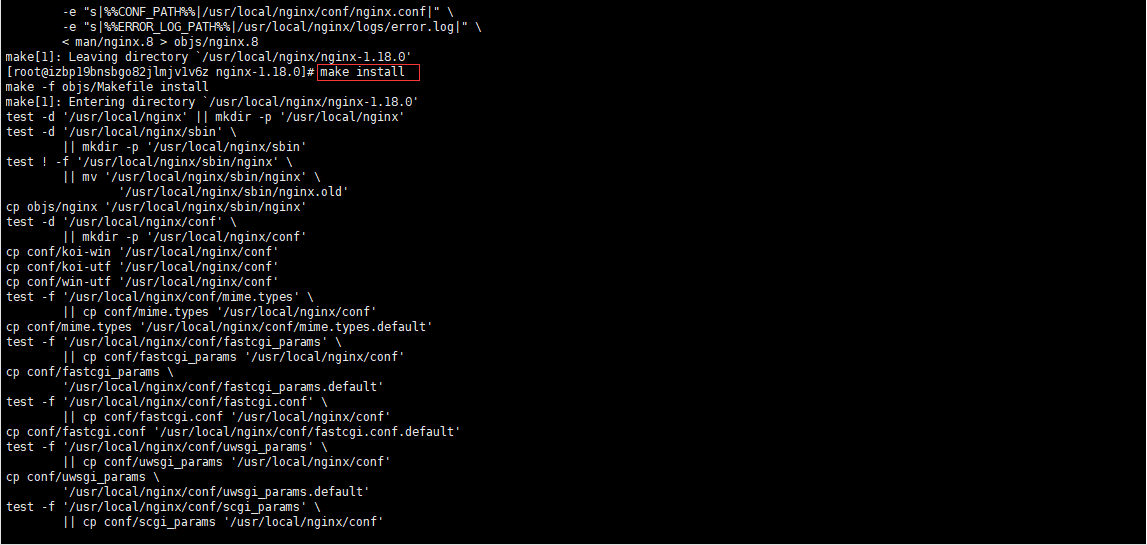 -e "s|%%CONF_PATH%%|/usr/local/nginx/conf/nginx.conf|" \
-e "s|%%ERROR_LOG_PATH%%|/usr/local/nginx/logs/error.log|" \
< man/nginx.8 > objs/nginx.8
make[1]: Leaving directory `/usr/local/nginx/nginx-1.18.0'
[root@izbp19bnsbgo82jlmjv1v6z nginx-1.18.0]# make install
make -f objs/Makefile install
make[1]: Entering directory `/usr/local/nginx/nginx-1.18.0'
test -d '/usr/local/nginx' || mkdir -p '/usr/local/nginx'
test -d '/usr/local/nginx/sbin' \
|| mkdir -p '/usr/local/nginx/sbin'
test ! -f '/usr/local/nginx/sbin/nginx' \
|| mv '/usr/local/nginx/sbin/nginx' \
'/usr/local/nginx/sbin/nginx.old'
cp objs/nginx '/usr/local/nginx/sbin/nginx'
test -d '/usr/local/nginx/conf' \
|| mkdir -p '/usr/local/nginx/conf'
cp conf/koi-win '/usr/local/nginx/conf'
cp conf/koi-utf '/usr/local/nginx/conf'
cp conf/win-utf '/usr/local/nginx/conf'
test -f '/usr/local/nginx/conf/mime.types' \
|| cp conf/mime.types '/usr/local/nginx/conf'
cp conf/mime.types '/usr/local/nginx/conf/mime.types.default'
test -f '/usr/local/nginx/conf/fastcgi_params' \
|| cp conf/fastcgi_params '/usr/local/nginx/conf'
cp conf/fastcgi_params \
'/usr/local/nginx/conf/fastcgi_params.default'
test -f '/usr/local/nginx/conf/fastcgi.conf' \
|| cp conf/fastcgi.conf '/usr/local/nginx/conf'
cp conf/fastcgi.conf '/usr/local/nginx/conf/fastcgi.conf.default'
test -f '/usr/local/nginx/conf/uwsgi_params' \
|| cp conf/uwsgi_params '/usr/local/nginx/conf'
cp conf/uwsgi_params \
'/usr/local/nginx/conf/uwsgi_params.default'
test -f '/usr/local/nginx/conf/scgi_params' \
|| cp conf/scgi_params '/usr/local/nginx/conf'